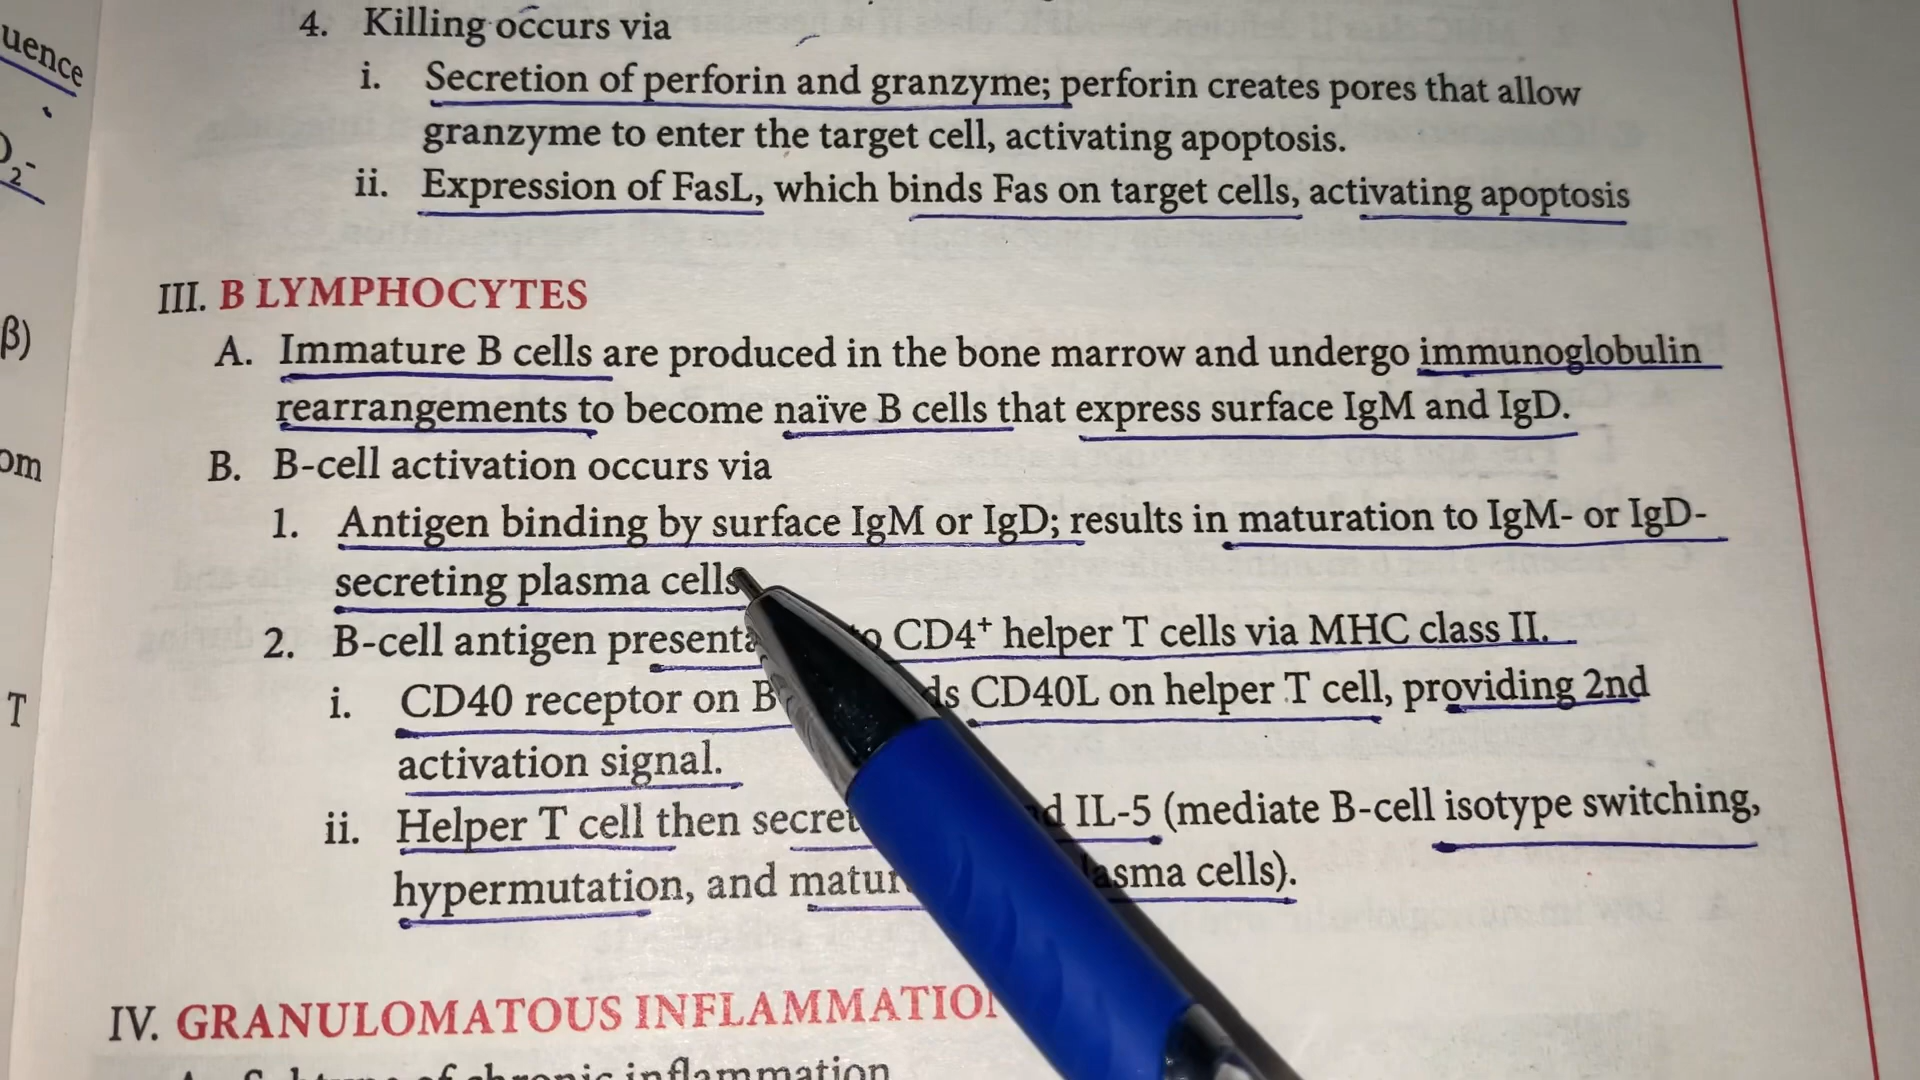 uence
4. Killing occurs via
i. Secretion of perforin and granzyme; perforin creates pores that allow
granzyme to enter the target cell, activating apoptosis.
ii. Expression of FasL, which binds Fas on target cells, activating apoptosis
β)
III. B LYMPHOCYTES
A. Immature B cells are produced in the bone marrow and undergo immunoglobulin
rearrangements to become naïve B cells that express surface IgM and IgD.
om
B. B-cell activation occurs via
1. Antigen binding by surface IgM or IgD; results in maturation to IgM- or IgD-
secreting plasma cells
2. B-cell antigen to CD4⁺ helper T cells via MHC class II.
T
i. CD40 receptor on B CD40L on helper T cell, providing 2nd
activation signal.
ii. Helper T cell then IL-5 (mediate B-cell isotype switching,
hypermutation, and cells).
IV. GRANULOMATOUS
of chronic inflammation